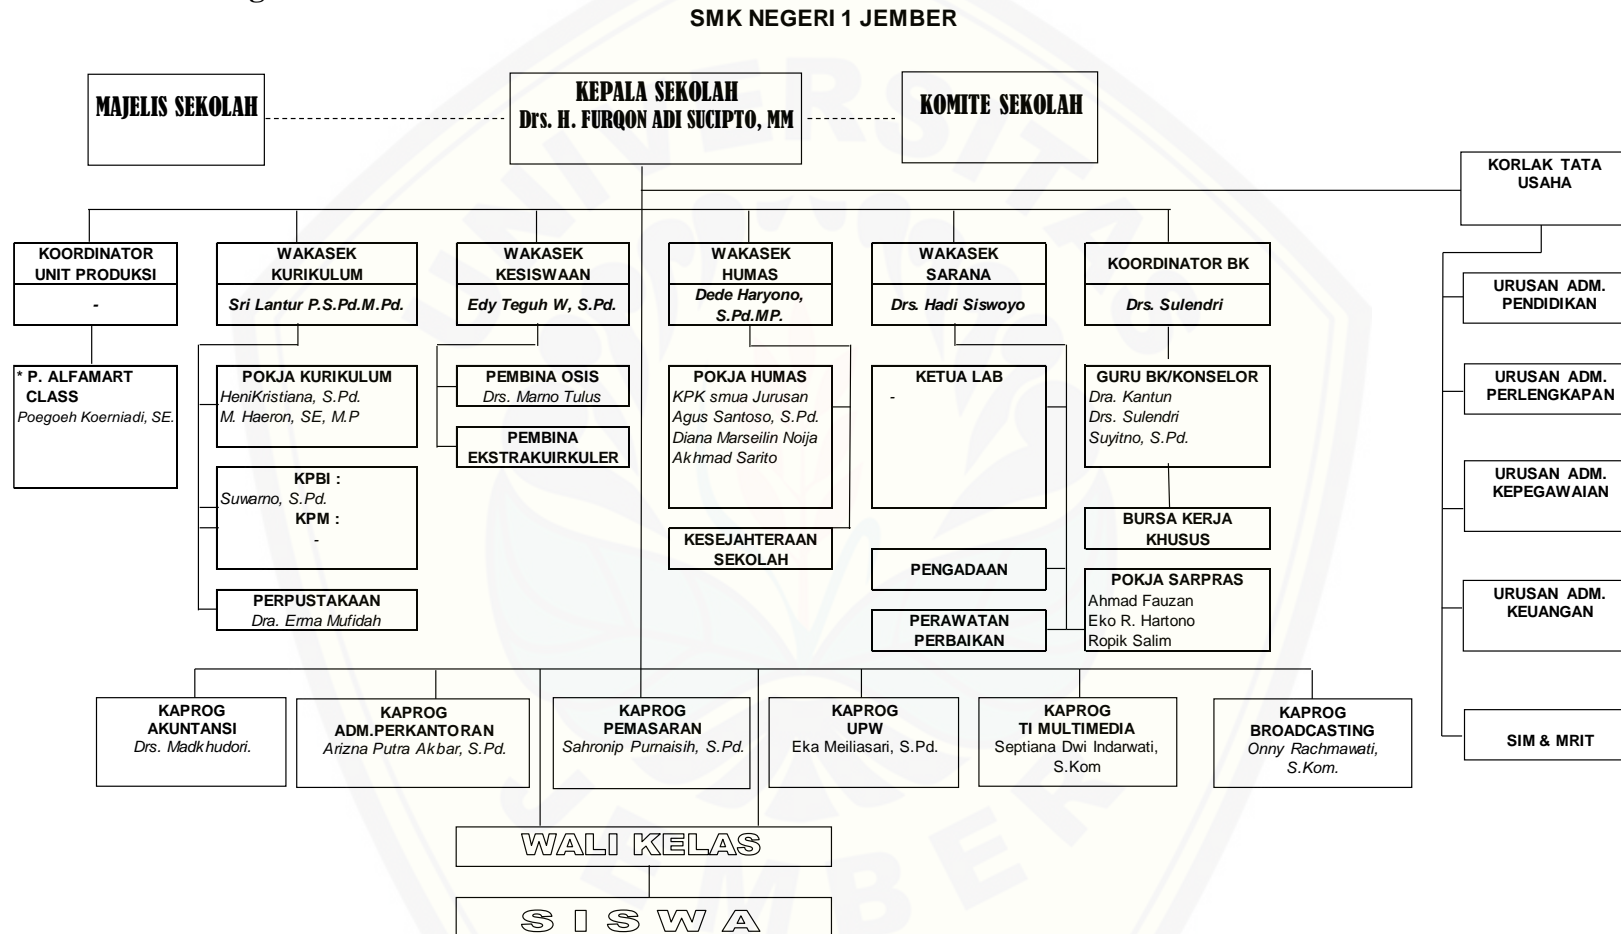 SMK NEGERI 1 JEMBER
MAJELIS SEKOLAH
KEPALA SEKOLAH
Drs. H. FURQON ADI SUCIPTO, MM
KOMITE SEKOLAH
KORLAK TATA
USAHA
KOORDINATOR
UNIT PRODUKSI
-
WAKASEK
KURIKULUM
Sri Lantur P.S.Pd.M.Pd.
WAKASEK
KESISWAAN
Edy Teguh W, S.Pd.
WAKASEK
HUMAS
Dede Haryono,
S.Pd.MP.
WAKASEK
SARANA
Drs. Hadi Siswoyo
KOORDINATOR BK
Drs. Sulendri
URUSAN ADM.
PENDIDIKAN
* P. ALFAMART
CLASS
Poegoeh Koerniadi, SE.
POKJA KURIKULUM
HeniKristiana, S.Pd.
M. Haeron, SE, M.P
PEMBINA OSIS
Drs. Marno Tulus
PEMBINA
EKSTRAKUIRKULER
POKJA HUMAS
KPK smua Jurusan
Agus Santoso, S.Pd.
Diana Marseilin Noija
Akhmad Sarito
KETUA LAB
-
GURU BK/KONSELOR
Dra. Kantun
Drs. Sulendri
Suyitno, S.Pd.
URUSAN ADM.
PERLENGKAPAN
KPBI :
Suwarno, S.Pd.
KPM :
-
URUSAN ADM.
KEPEGAWAIAN
KESEJAHTERAAN
SEKOLAH
BURSA KERJA
KHUSUS
PENGADAAN
POKJA SARPRAS
Ahmad Fauzan
Eko R. Hartono
Ropik Salim
PERPUSTAKAAN
Dra. Erma Mufidah
PERAWATAN
PERBAIKAN
URUSAN ADM.
KEUANGAN
KAPROG
AKUNTANSI
Drs. Madkhudori.
KAPROG
ADM.PERKANTORAN
Arizna Putra Akbar, S.Pd.
KAPROG
PEMASARAN
Sahronip Purnaisih, S.Pd.
KAPROG
UPW
Eka Meiliasari, S.Pd.
KAPROG
TI MULTIMEDIA
Septiana Dwi Indarwati,
S.Kom
KAPROG
BROADCASTING
Onny Rachmawati,
S.Kom.
SIM & MRIT
WALI KELAS
S I S W A
UNIVERSITAS
JEMBER